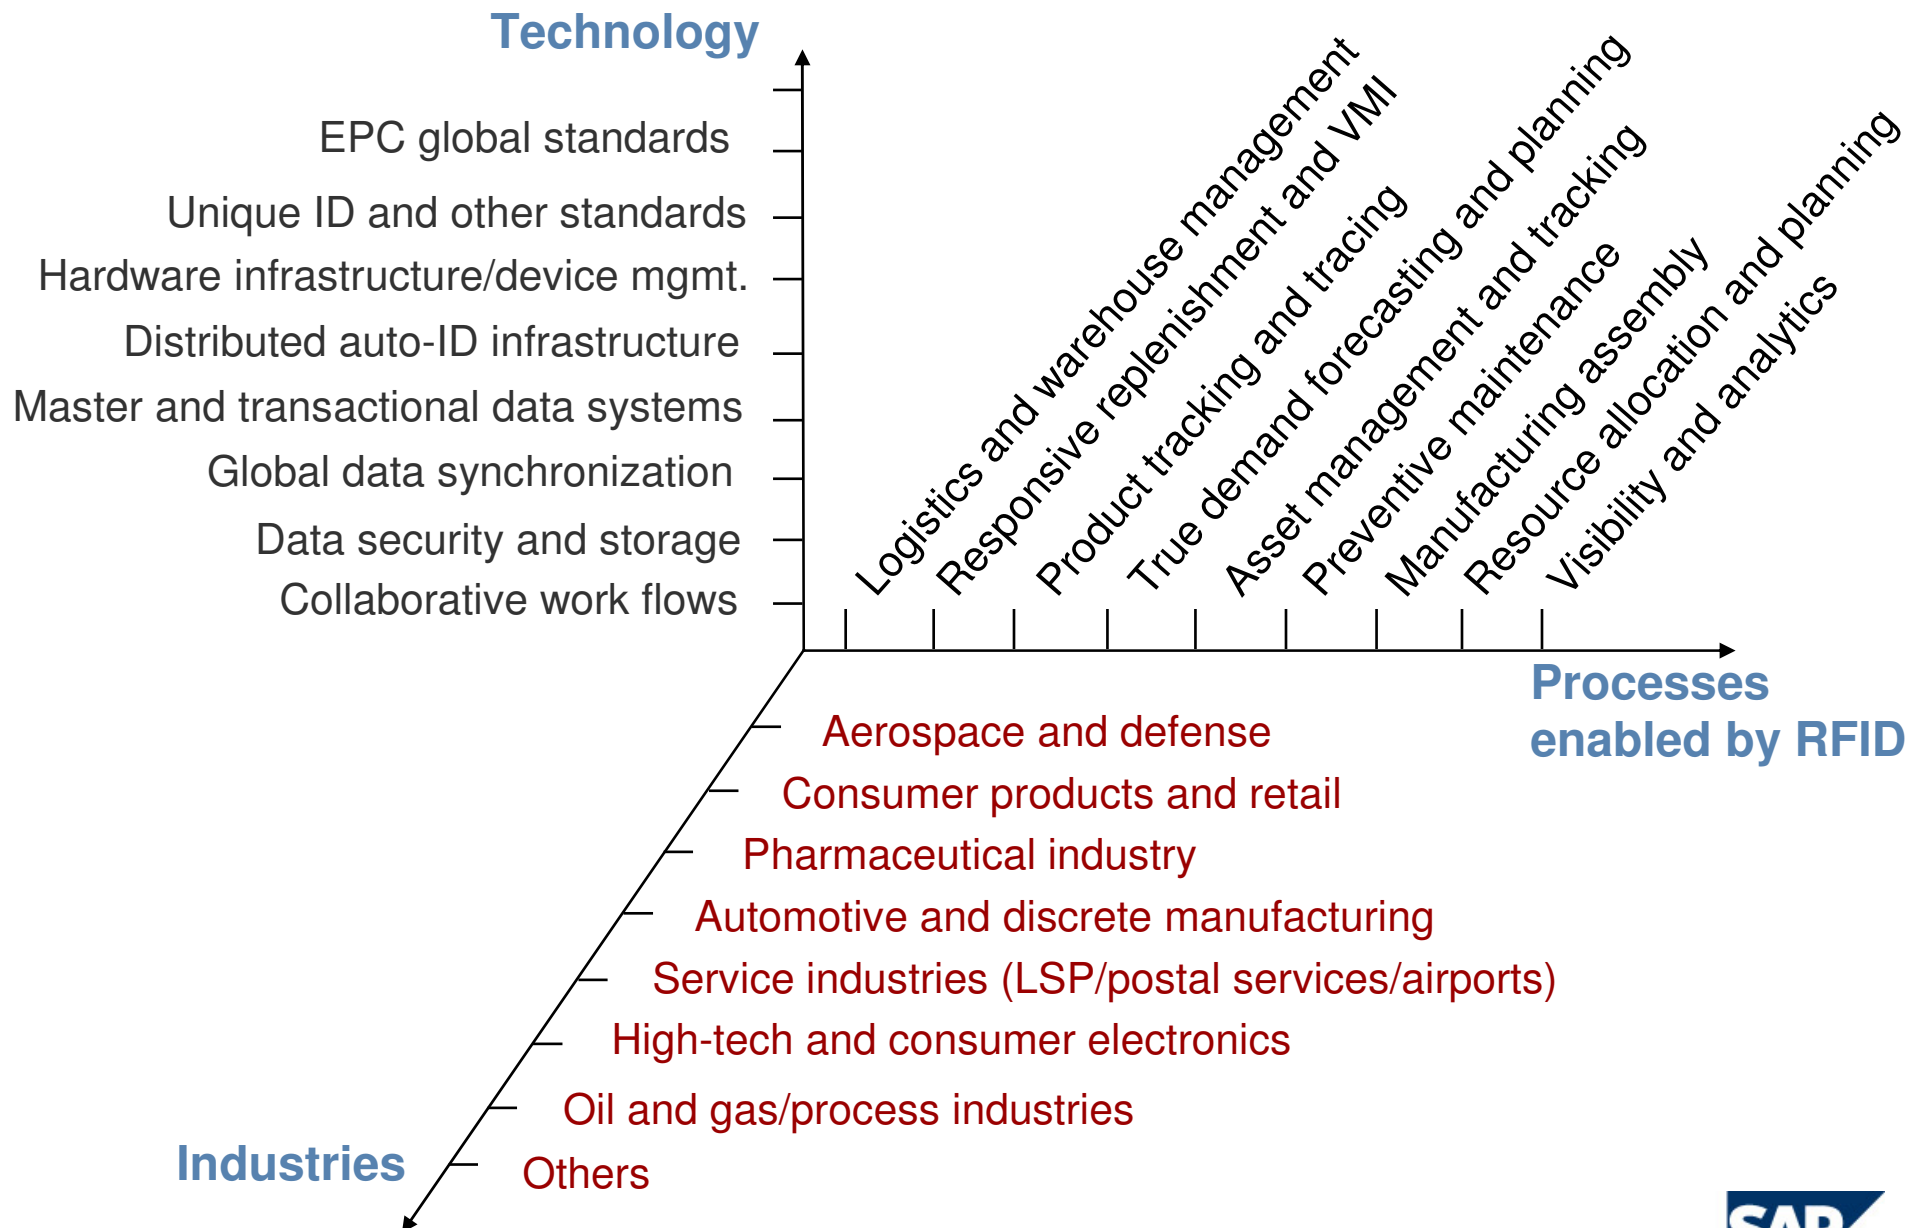 Technology
EPC global standards
Unique ID and other standards
Hardware infrastructure/device mgmt.
Distributed auto-ID infrastructure
Master and transactional data systems
Global data synchronization
Data security and storage
Collaborative work flows
Logistics and warehouse management
Responsive replenishment and VMI
Product tracking and tracing
True demand forecasting and planning
Asset management and tracking
Preventive maintenance
Manufacturing assembly
Resource allocation and planning
Visibility and analytics
Processes
enabled by RFID
Aerospace and defense
Consumer products and retail
Pharmaceutical industry
Automotive and discrete manufacturing
Service industries (LSP/postal services/airports)
High-tech and consumer electronics
Oil and gas/process industries
Others
Industries
SAP